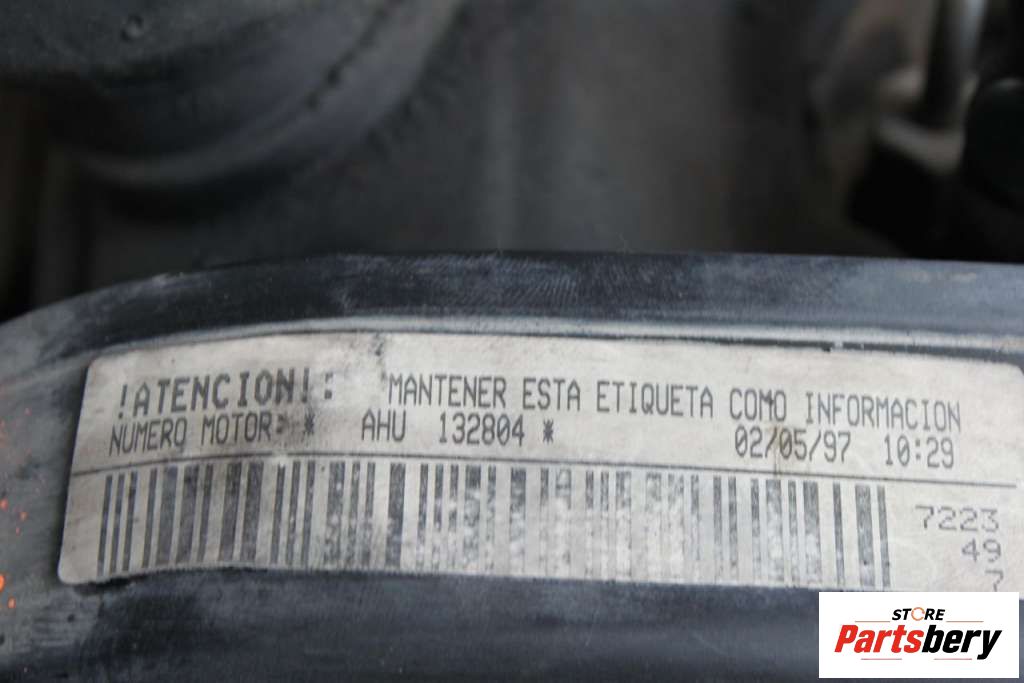 !ATENCION!: MANTENER ESTA ETIQUETA COMO INFORMACION
NUMERO MOTOR: * AHU 132804 * 02/05/97 10:29
7223
49
7
STORE
Partsbery